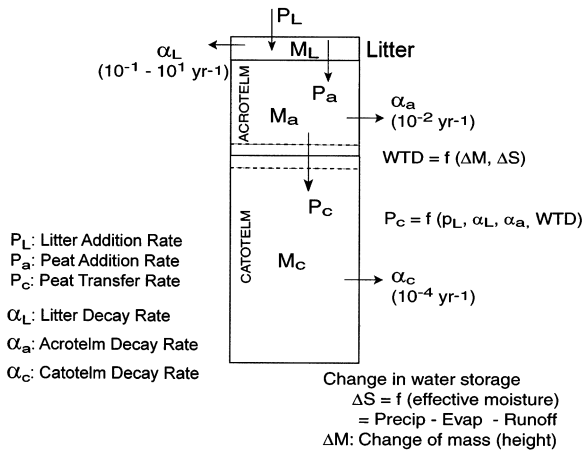 P_L
α_L
(10^-1 - 10^1 yr-1)
M_L
Litter
P_a
ACROTELM
M_a
α_a
(10^-2 yr-1)
WTD = f (ΔM, ΔS)
P_c
P_c = f (p_L, α_L, α_a, WTD)
CATOTELM
M_c
α_c
(10^-4 yr-1)
P_L: Litter Addition Rate
P_a: Peat Addition Rate
P_c: Peat Transfer Rate
α_L: Litter Decay Rate
α_a: Acrotelm Decay Rate
α_c: Catotelm Decay Rate
Change in water storage
ΔS = f (effective moisture)
= Precip - Evap - Runoff
ΔM: Change of mass (height)